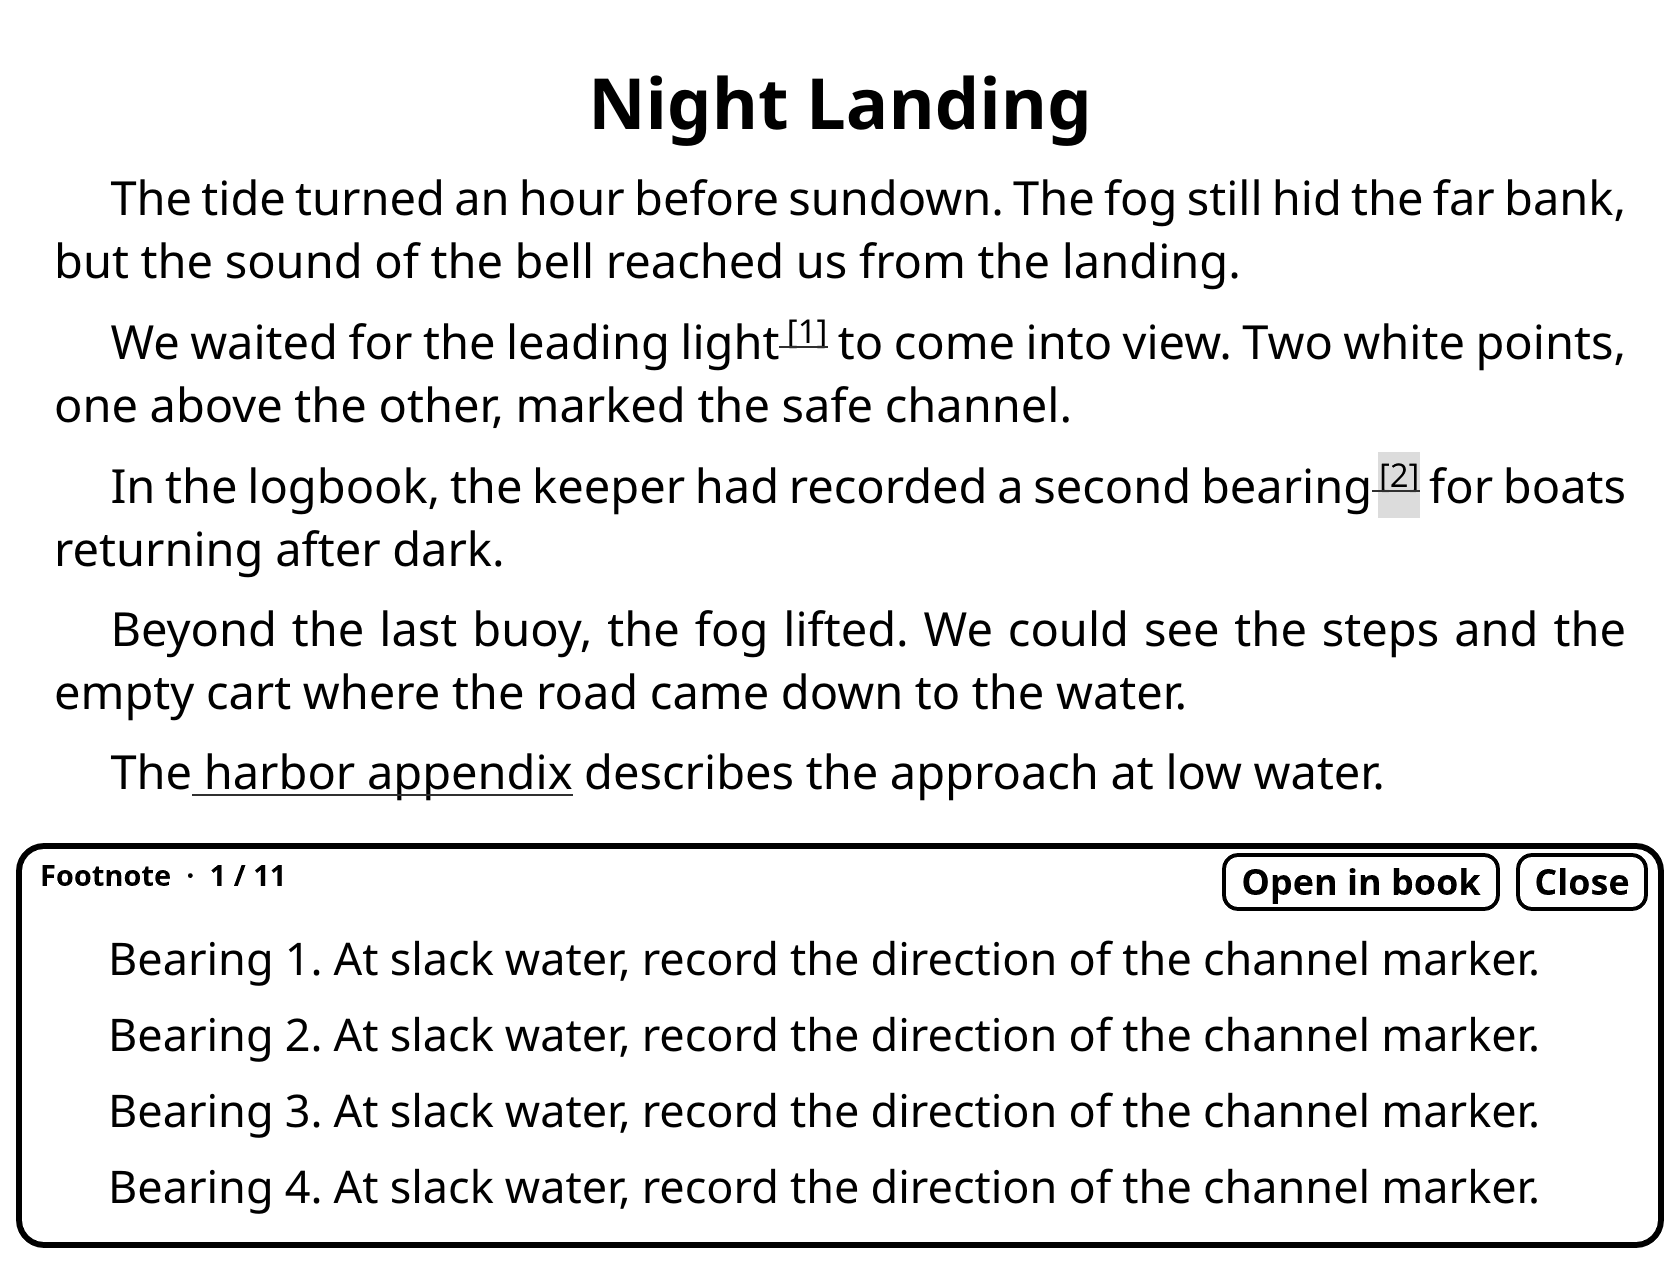 Night Landing
The tide turned an hour before sundown. The fog still hid the far bank,
but the sound of the bell reached us from the landing.
We waited for the leading light [1] to come into view. Two white points,
one above the other, marked the safe channel.
In the logbook, the keeper had recorded a second bearing [2] for boats
returning after dark.
Beyond the last buoy, the fog lifted. We could see the steps and the
empty cart where the road came down to the water.
The harbor appendix describes the approach at low water.
Footnote · 1 / 11 Open in book Close
Bearing 1. At slack water, record the direction of the channel marker.
Bearing 2. At slack water, record the direction of the channel marker.
Bearing 3. At slack water, record the direction of the channel marker.
Bearing 4. At slack water, record the direction of the channel marker.